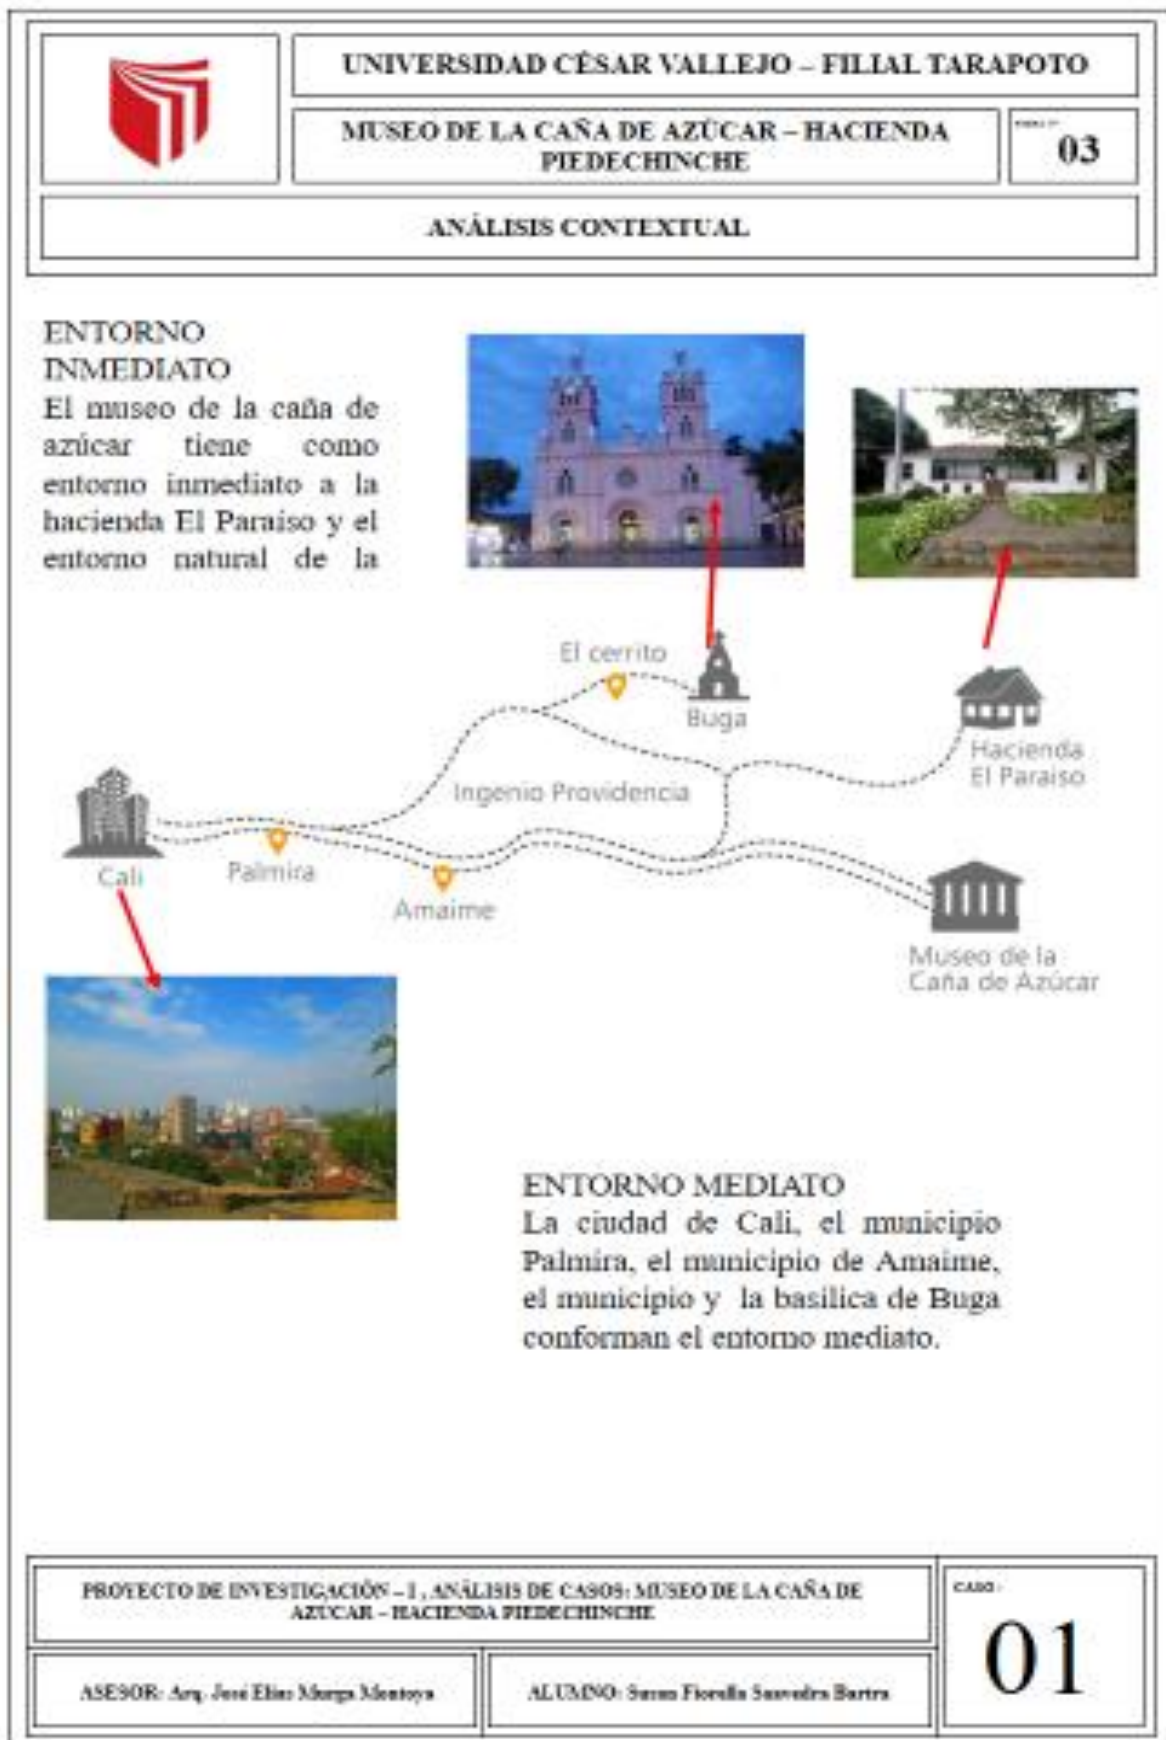 UNIVERSIDAD CÉSAR VALLEJO – FILIAL TARAPOTO
MUSEO DE LA CAÑA DE AZÚCAR – HACIENDA
PIEDECHINCHE
03
ANÁLISIS CONTEXTUAL
ENTORNO
INMEDIATO
El museo de la caña de
azúcar tiene como
entorno inmediato a la
hacienda El Paraiso y el
entorno natural de la
El cerrito
Buga
Hacienda
El Paraiso
Ingenio Providencia
Cali
Palmira
Amaime
Museo de la
Caña de Azúcar
ENTORNO MEDIATO
La ciudad de Cali, el municipio
Palmira, el municipio de Amaime,
el municipio y la basilica de Buga
conforman el entorno mediato.
PROYECTO DE INVESTIGACIÓN – I , ANÁLISIS DE CASOS: MUSEO DE LA CAÑA DE
AZÚCAR – HACIENDA PIEDECHINCHE
CASO :
01
ASESOR: Arq. José Elías Murga Montoya
ALUMNO: Susan Fiorella Saavedra Bartra